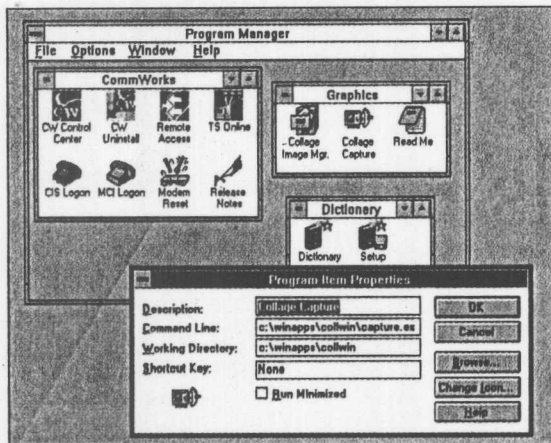 Program Manager
File Options Window Help
CommWorks
CW Control Center
CW Uninstall
Remote Access
TS Online
CIS Logon
MCI Logon
Modem Reset
Release Notes
Graphics
Collage Image Mgr.
Collage Capture
Read Me
Dictionary
Dictionary
Setup
Program Item Properties
Description: Collage Capture
Command Line: c:\winapps\collwin\capture.ex
Working Directory: c:\winapps\collwin
Shortcut Key: None
Run Minimized
OK
Cancel
Browse...
Change Icon...
Help